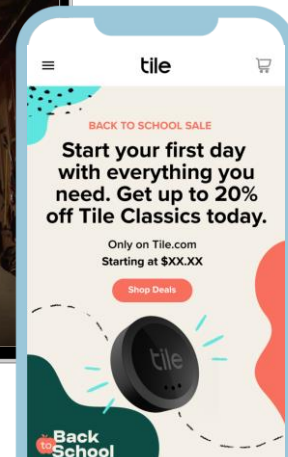 tile
BACK TO SCHOOL SALE
Start your first day
with everything you
need. Get up to 20%
off Tile Classics today.
Only on Tile.com
Starting at $XX.XX
Shop Deals
tile
Back
to School